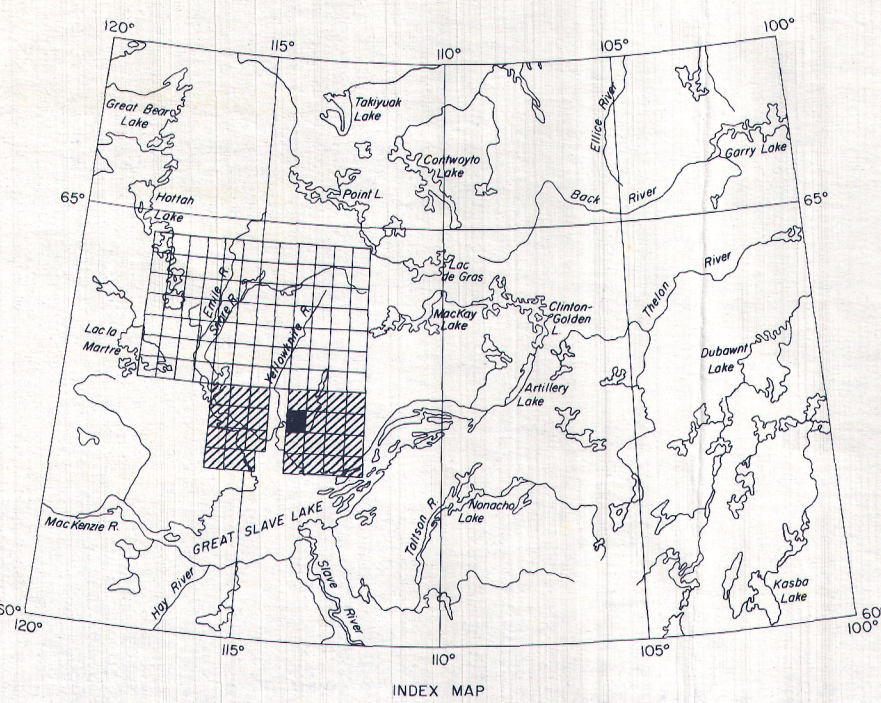 120°
115°
110°
105°
100°
Great Bear
Lake
Takiyuak
Lake
Ellice River
Garry Lake
Contwoyto
Lake
Point L.
Back River
65°
65°
Hottah
Lake
Emile R.
Snare R.
Yellowknife R.
Lac
de Gras
MacKay
Lake
Clinton-
Golden
L.
Thelon River
Lac la
Martre
Dubawnt
Lake
Artillery
Lake
Taltson R.
Nonacho
Lake
MacKenzie R.
GREAT SLAVE LAKE
Hay River
Slave River
Kasba
Lake
60°
120°
115°
110°
105°
60°
100°
INDEX MAP